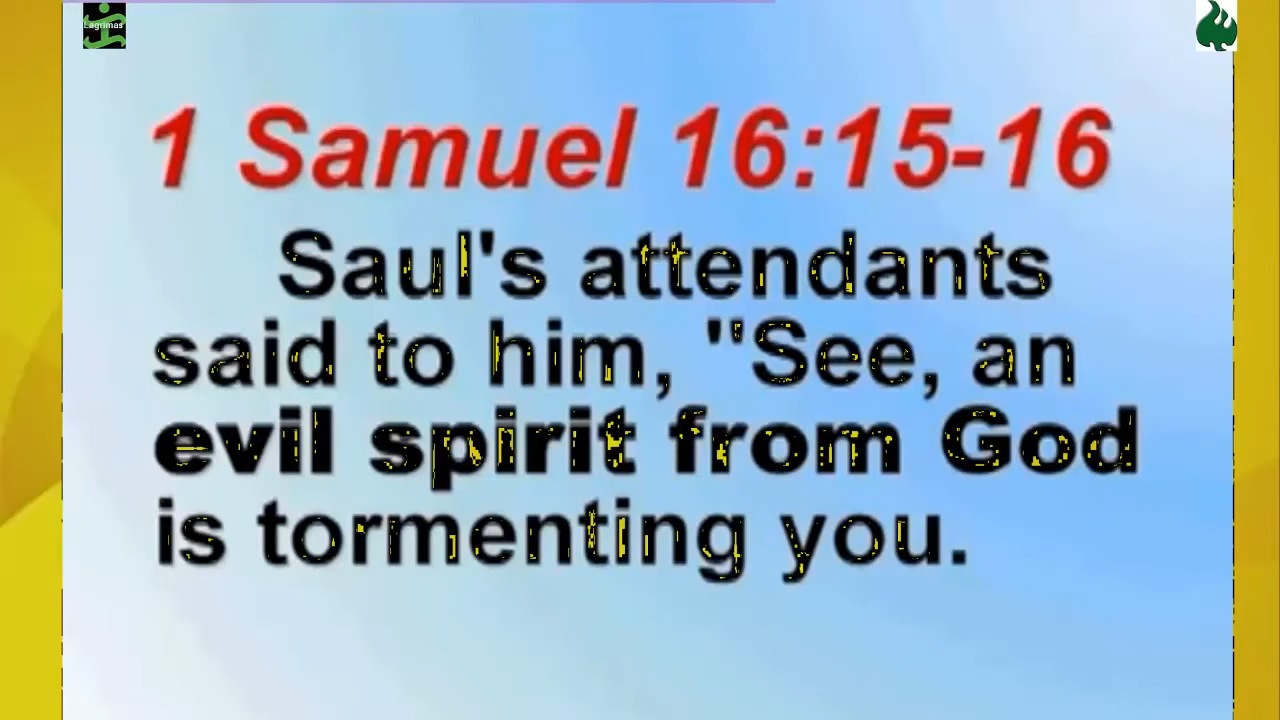 Lagrimas
1 Samuel 16:15-16
Saul's attendants
said to him, "See, an
evil spirit from God
is tormenting you.